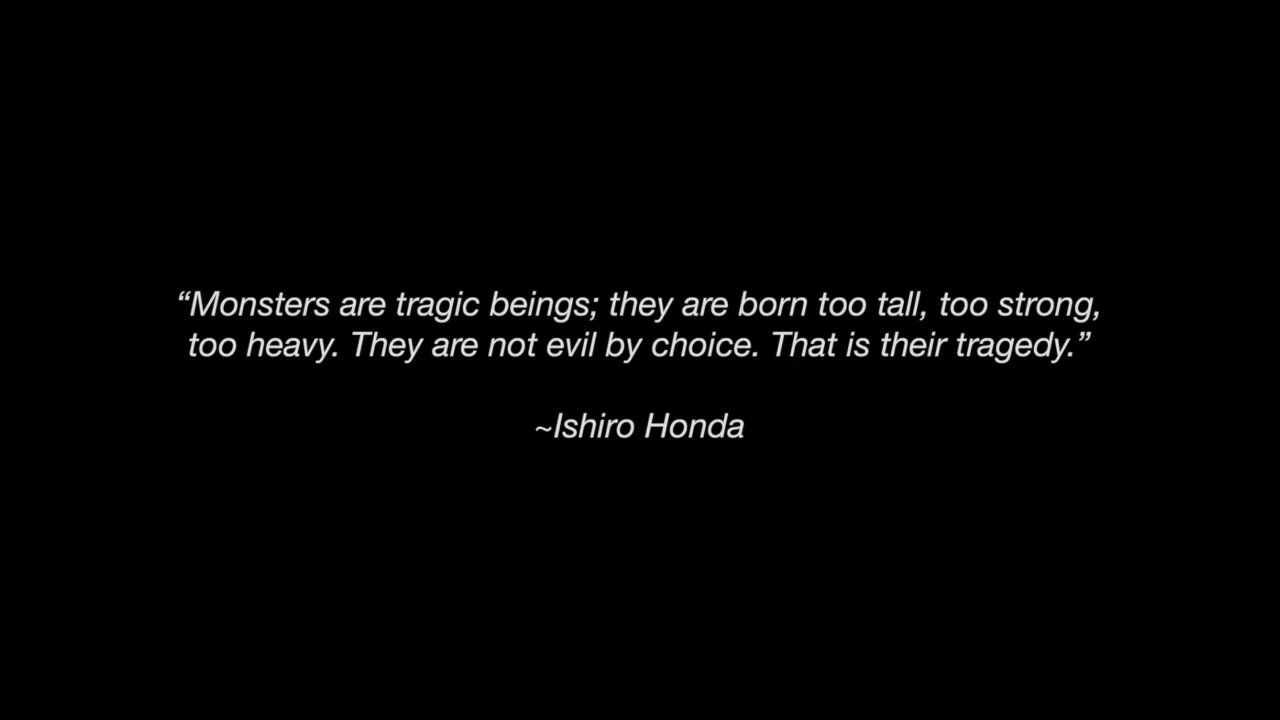 “Monsters are tragic beings; they are born too tall, too strong,
too heavy. They are not evil by choice. That is their tragedy.”
~Ishiro Honda